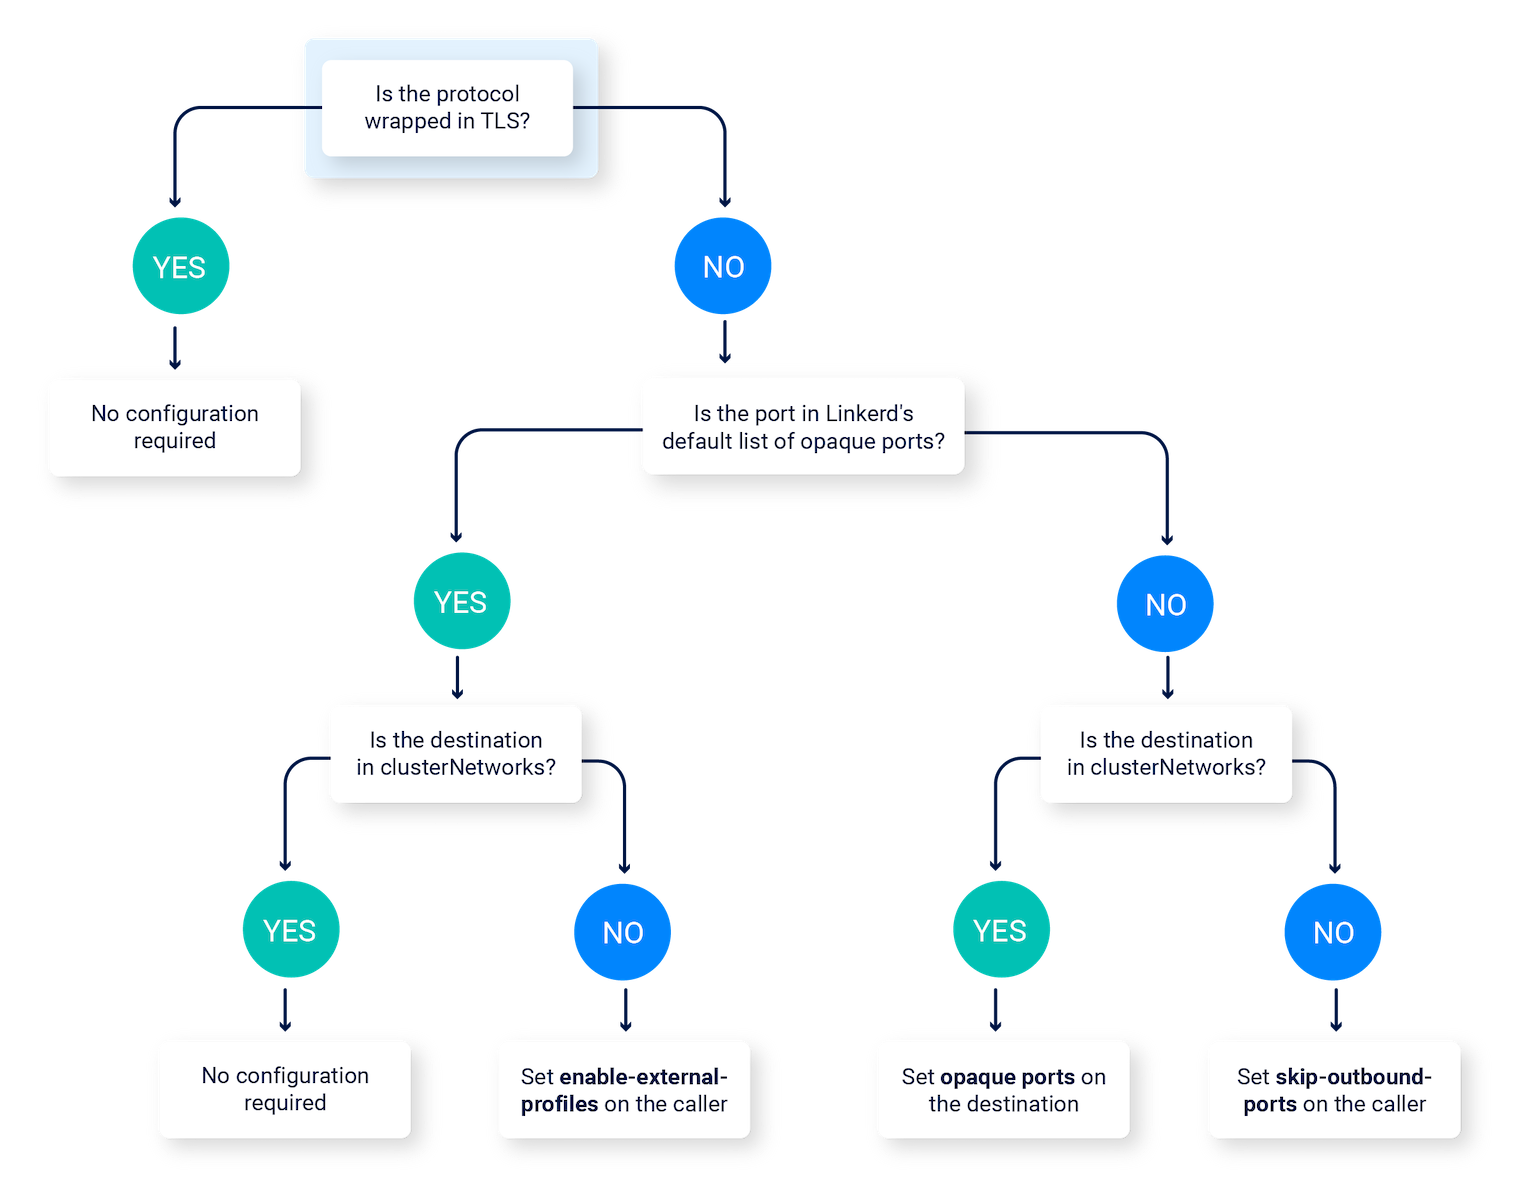 Is the protocol
wrapped in TLS?
YES
NO
No configuration
required
Is the port in Linkerd's
default list of opaque ports?
YES
NO
Is the destination
in clusterNetworks?
Is the destination
in clusterNetworks?
YES
NO
YES
NO
No configuration
required
Set enable-external-
profiles on the caller
Set opaque ports on
the destination
Set skip-outbound-
ports on the caller